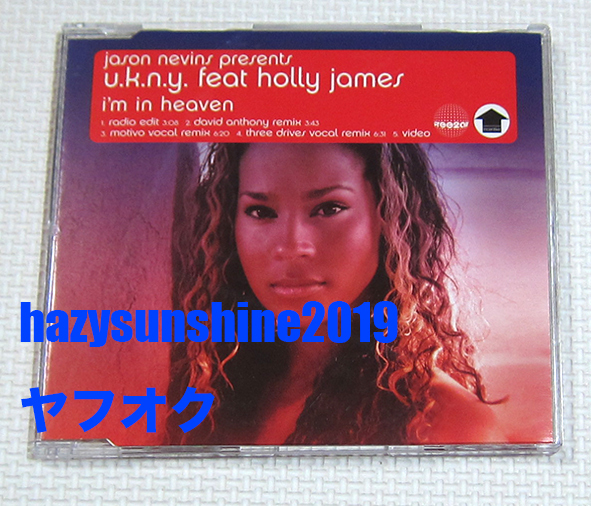 jason nevins presents
u.k.n.y. feat holly james
i'm in heaven
1. radio edit 3:08 2. david anthony remix 3:43
3. motivo vocal remix 6:20 4. three drives vocal remix 6:31 5. video
free2air
hazysunshine2019
ヤフオク